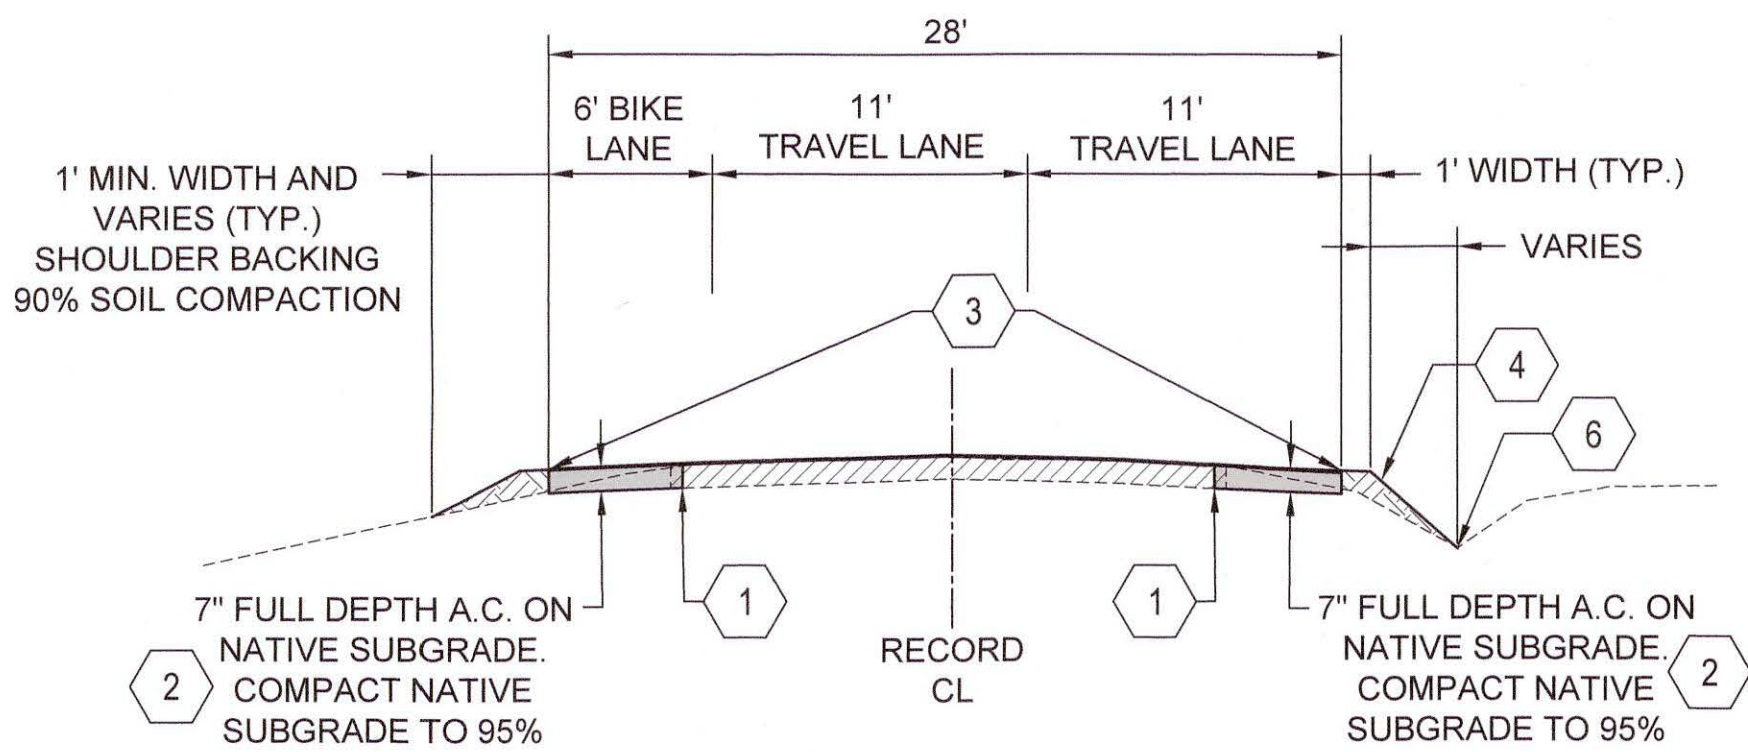 28'
6' BIKE
LANE
11'
TRAVEL LANE
11'
TRAVEL LANE
1' MIN. WIDTH AND
VARIES (TYP.)
SHOULDER BACKING
90% SOIL COMPACTION
1' WIDTH (TYP.)
VARIES
3
4
6
7" FULL DEPTH A.C. ON
NATIVE SUBGRADE.
COMPACT NATIVE
SUBGRADE TO 95%
2
1
RECORD
CL
1
7" FULL DEPTH A.C. ON
NATIVE SUBGRADE.
COMPACT NATIVE
SUBGRADE TO 95%
2